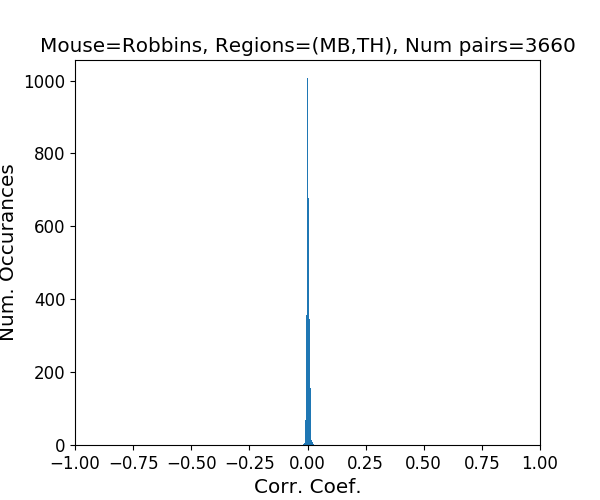 Mouse=Robbins, Regions=(MB,TH), Num pairs=3660
Num. Occurances
1000
800
600
400
200
0
−1.00 −0.75 −0.50 −0.25 0.00 0.25 0.50 0.75 1.00
Corr. Coef.